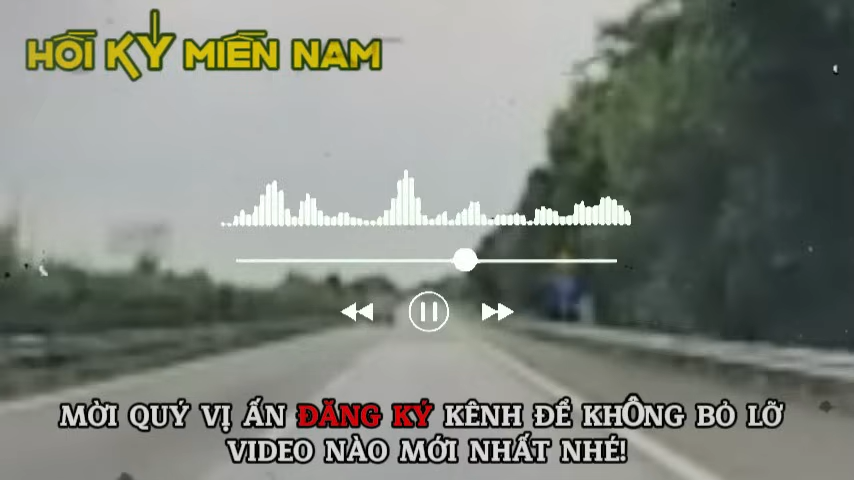 HỒI KÝ MIỀN NAM
MỜI QUÝ VỊ ẤN ĐĂNG KÝ KÊNH ĐỂ KHÔNG BỎ LỠ
VIDEO NÀO MỚI NHẤT NHÉ!